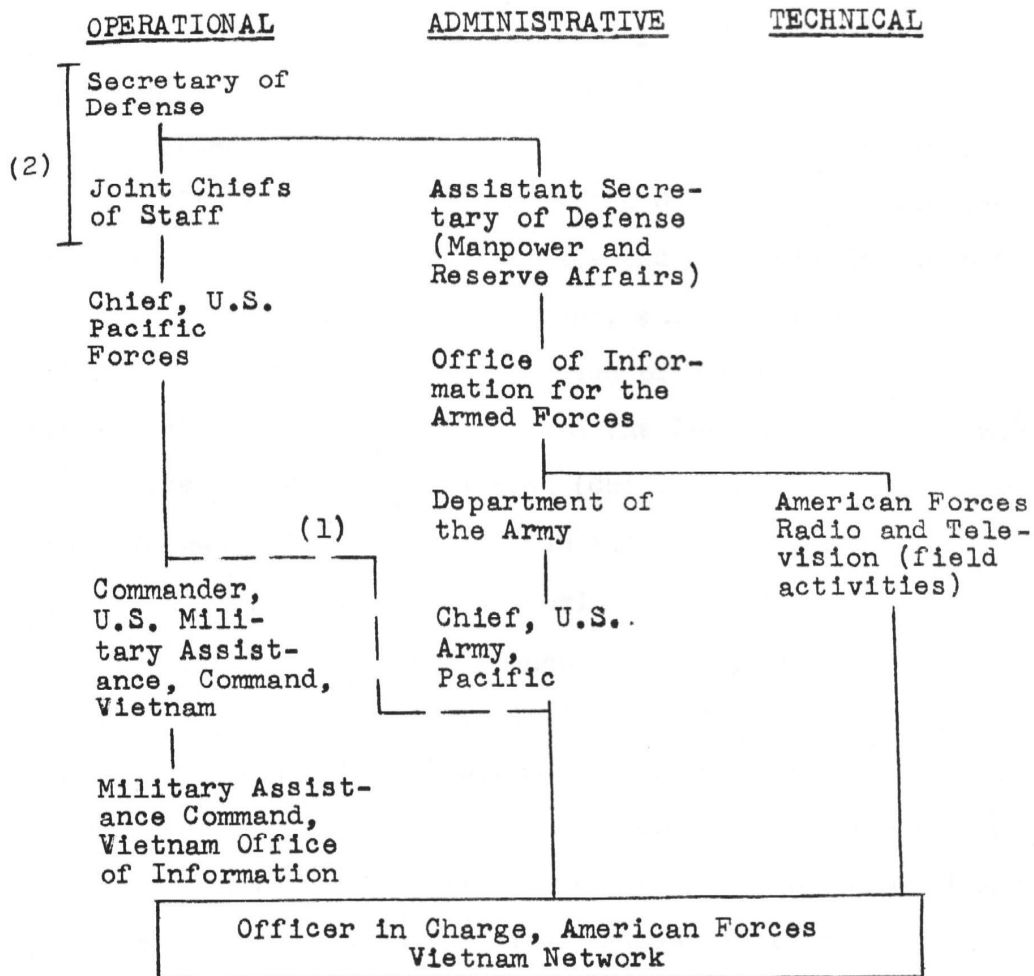 OPERATIONAL
ADMINISTRATIVE
TECHNICAL
Secretary of
Defense
(2)
Joint Chiefs
of Staff
Assistant Secre-
tary of Defense
(Manpower and
Reserve Affairs)
Chief, U.S.
Pacific
Forces
Office of Infor-
mation for the
Armed Forces
Department of
the Army
American Forces
Radio and Tele-
vision (field
activities)
(1)
Commander,
U.S. Mili-
tary Assist-
ance, Command,
Vietnam
Chief, U.S..
Army,
Pacific
Military Assist-
ance Command,
Vietnam Office
of Information
Officer in Charge, American Forces
Vietnam Network